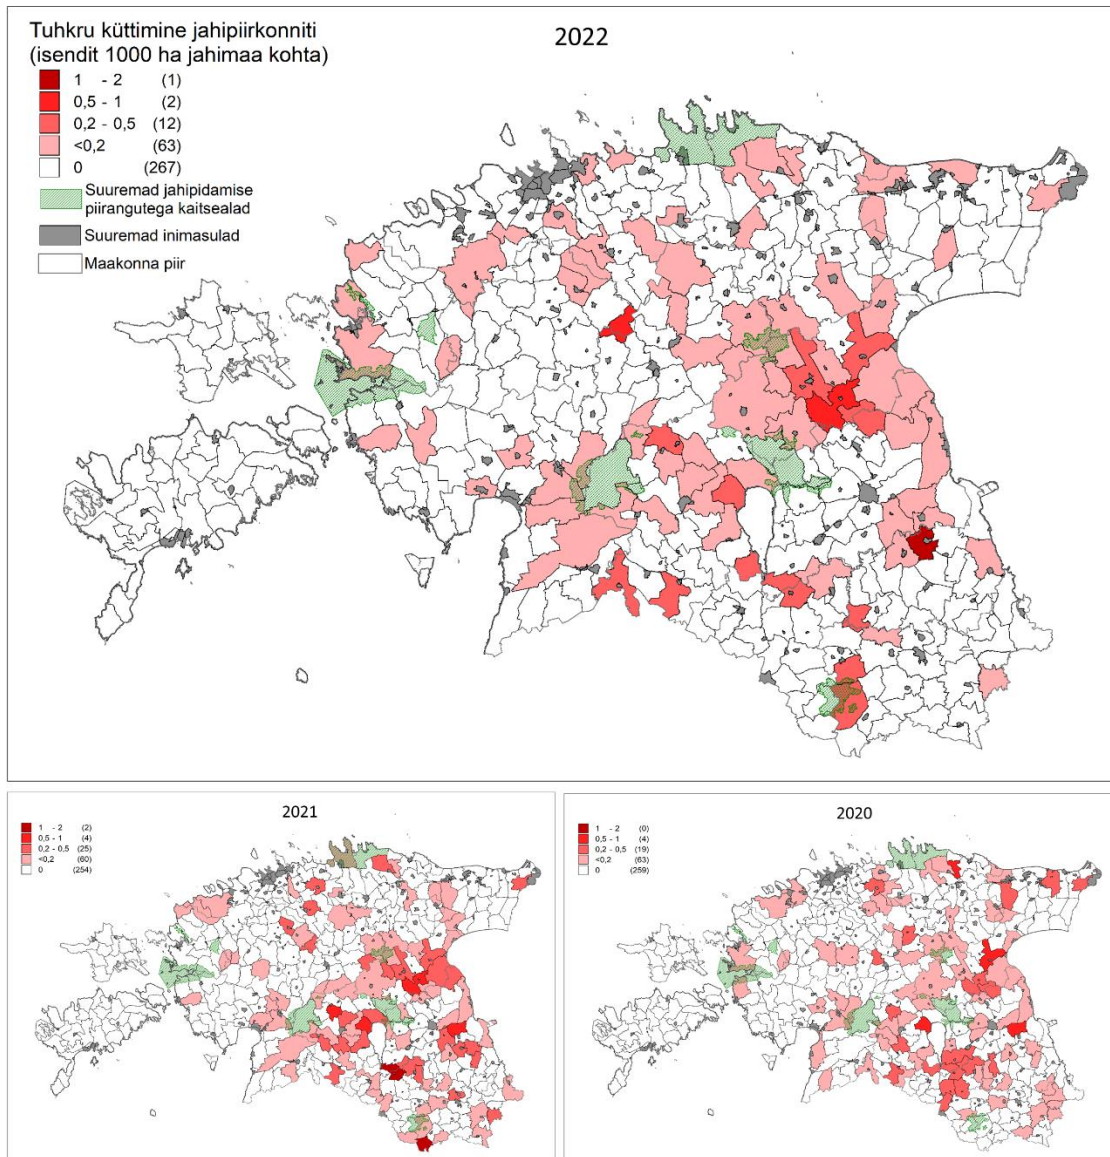 Tuhkru küttimine jahipiirkonniti
(isendit 1000 ha jahimaa kohta)
2022
1 - 2 (1)
0,5 - 1 (2)
0,2 - 0,5 (12)
<0,2 (63)
0 (267)
Suuremad jahipidamise
piirangutega kaitsealad
Suuremad inimasulad
Maakonna piir
2021
1 - 2 (2)
0,5 - 1 (4)
0,2 - 0,5 (25)
<0,2 (60)
0 (254)
2020
1 - 2 (0)
0,5 - 1 (4)
0,2 - 0,5 (19)
<0,2 (63)
0 (259)